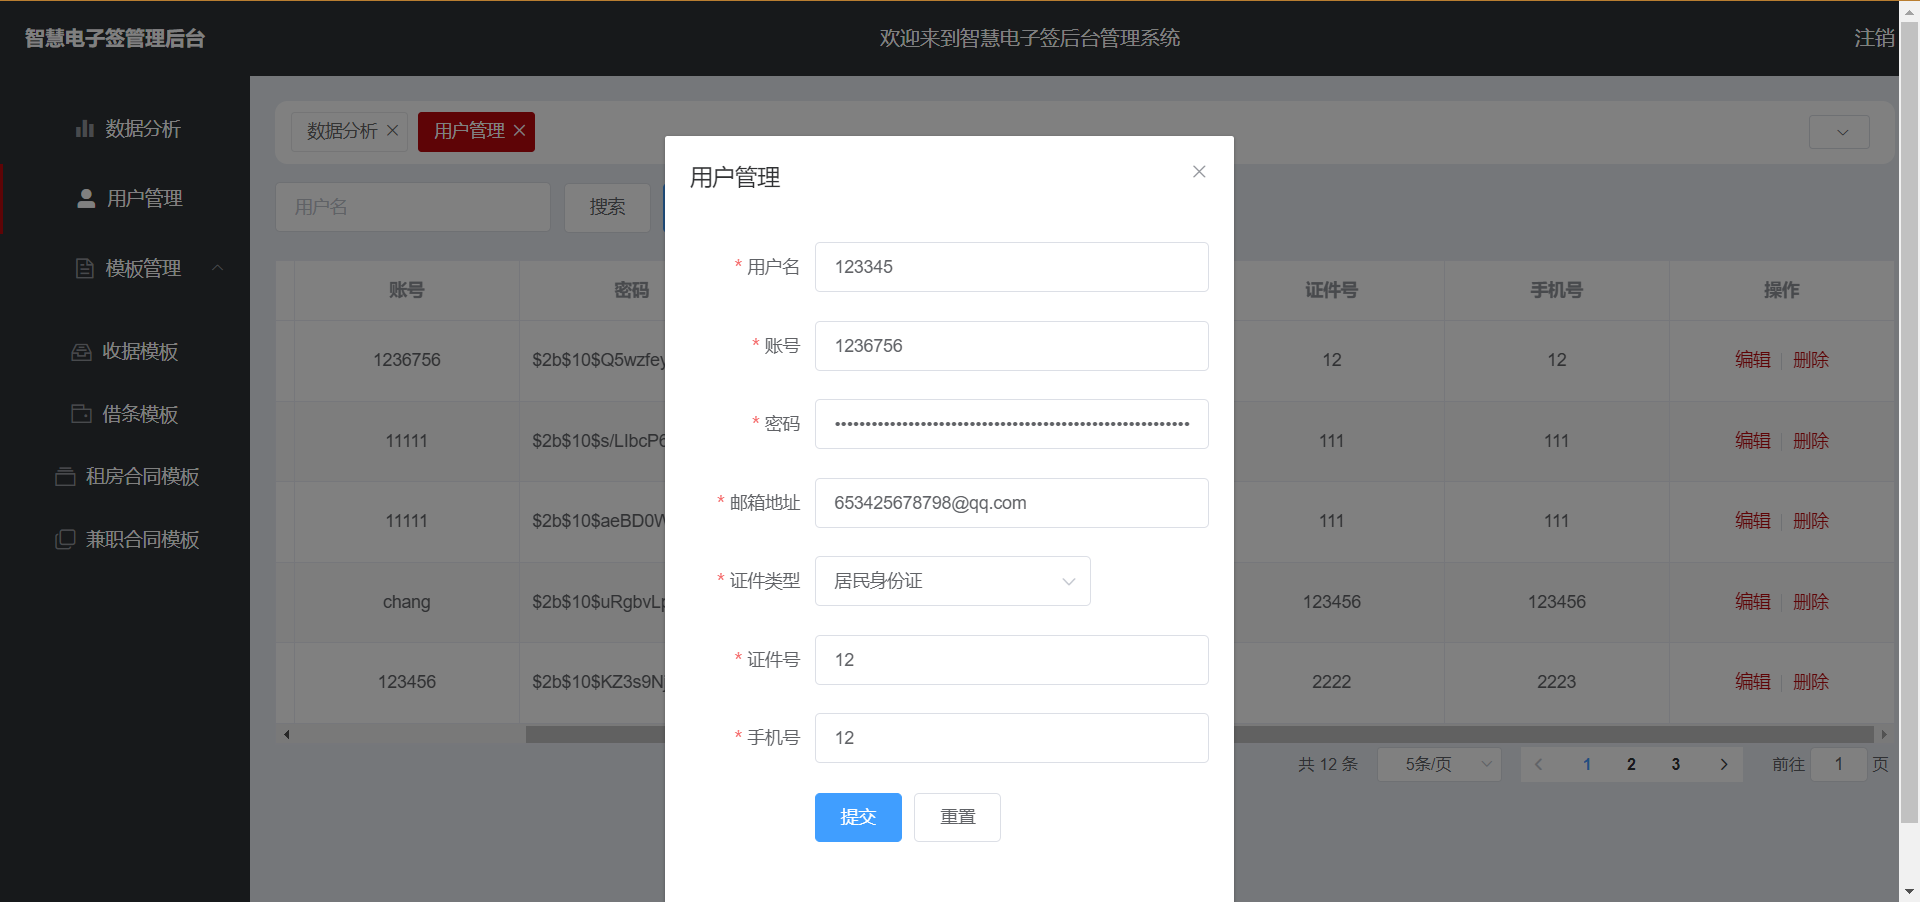 智慧电子签管理后台
欢迎来到智慧电子签后台管理系统
注销
数据分析
用户管理
模板管理
收据模板
借条模板
租房合同模板
兼职合同模板
数据分析
用户管理
用户名
搜索
账号 密码 证件号 手机号 操作
1236756 $2b$10$Q5wzfey 12 12 编辑 删除
11111 $2b$10$s/LIbcP6 111 111 编辑 删除
11111 $2b$10$aeBD0W 111 111 编辑 删除
chang $2b$10$uRgbvLp 123456 123456 编辑 删除
123456 $2b$10$KZ3s9Nj 2222 2223 编辑 删除
共 12 条 5条/页 1 2 3 前往 1 页
用户管理
* 用户名 123345
* 账号 1236756
* 密码
* 邮箱地址 653425678798@qq.com
* 证件类型 居民身份证
* 证件号 12
* 手机号 12
提交 重置